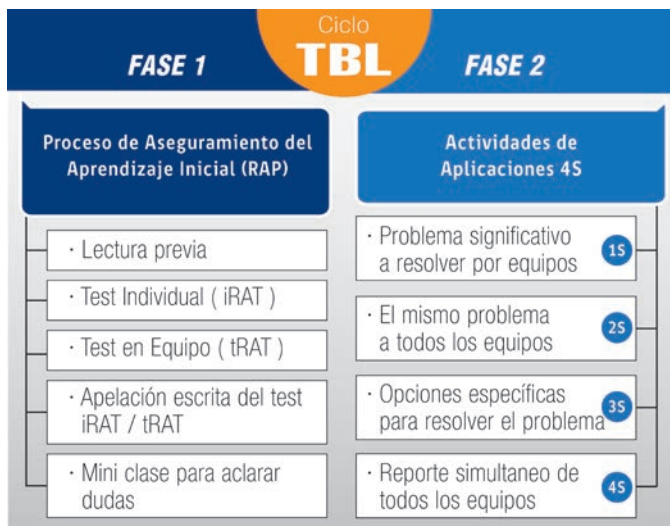 Ciclo
TBL
FASE 1
FASE 2
Proceso de Aseguramiento del
Aprendizaje Inicial (RAP)
· Lectura previa
· Test Individual ( iRAT )
· Test en Equipo ( tRAT )
· Apelación escrita del test
iRAT / tRAT
· Mini clase para aclarar
dudas
Actividades de
Aplicaciones 4S
· Problema significativo
a resolver por equipos
1S
· El mismo problema
a todos los equipos
2S
· Opciones específicas
para resolver el problema
3S
· Reporte simultaneo de
todos los equipos
4S